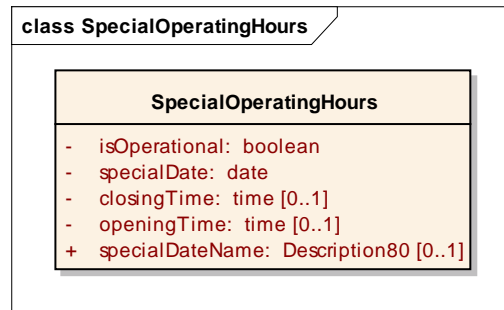 class SpecialOperatingHours
SpecialOperatingHours
- isOperational: boolean
- specialDate: date
- closingTime: time [0..1]
- openingTime: time [0..1]
+ specialDateName: Description80 [0..1]